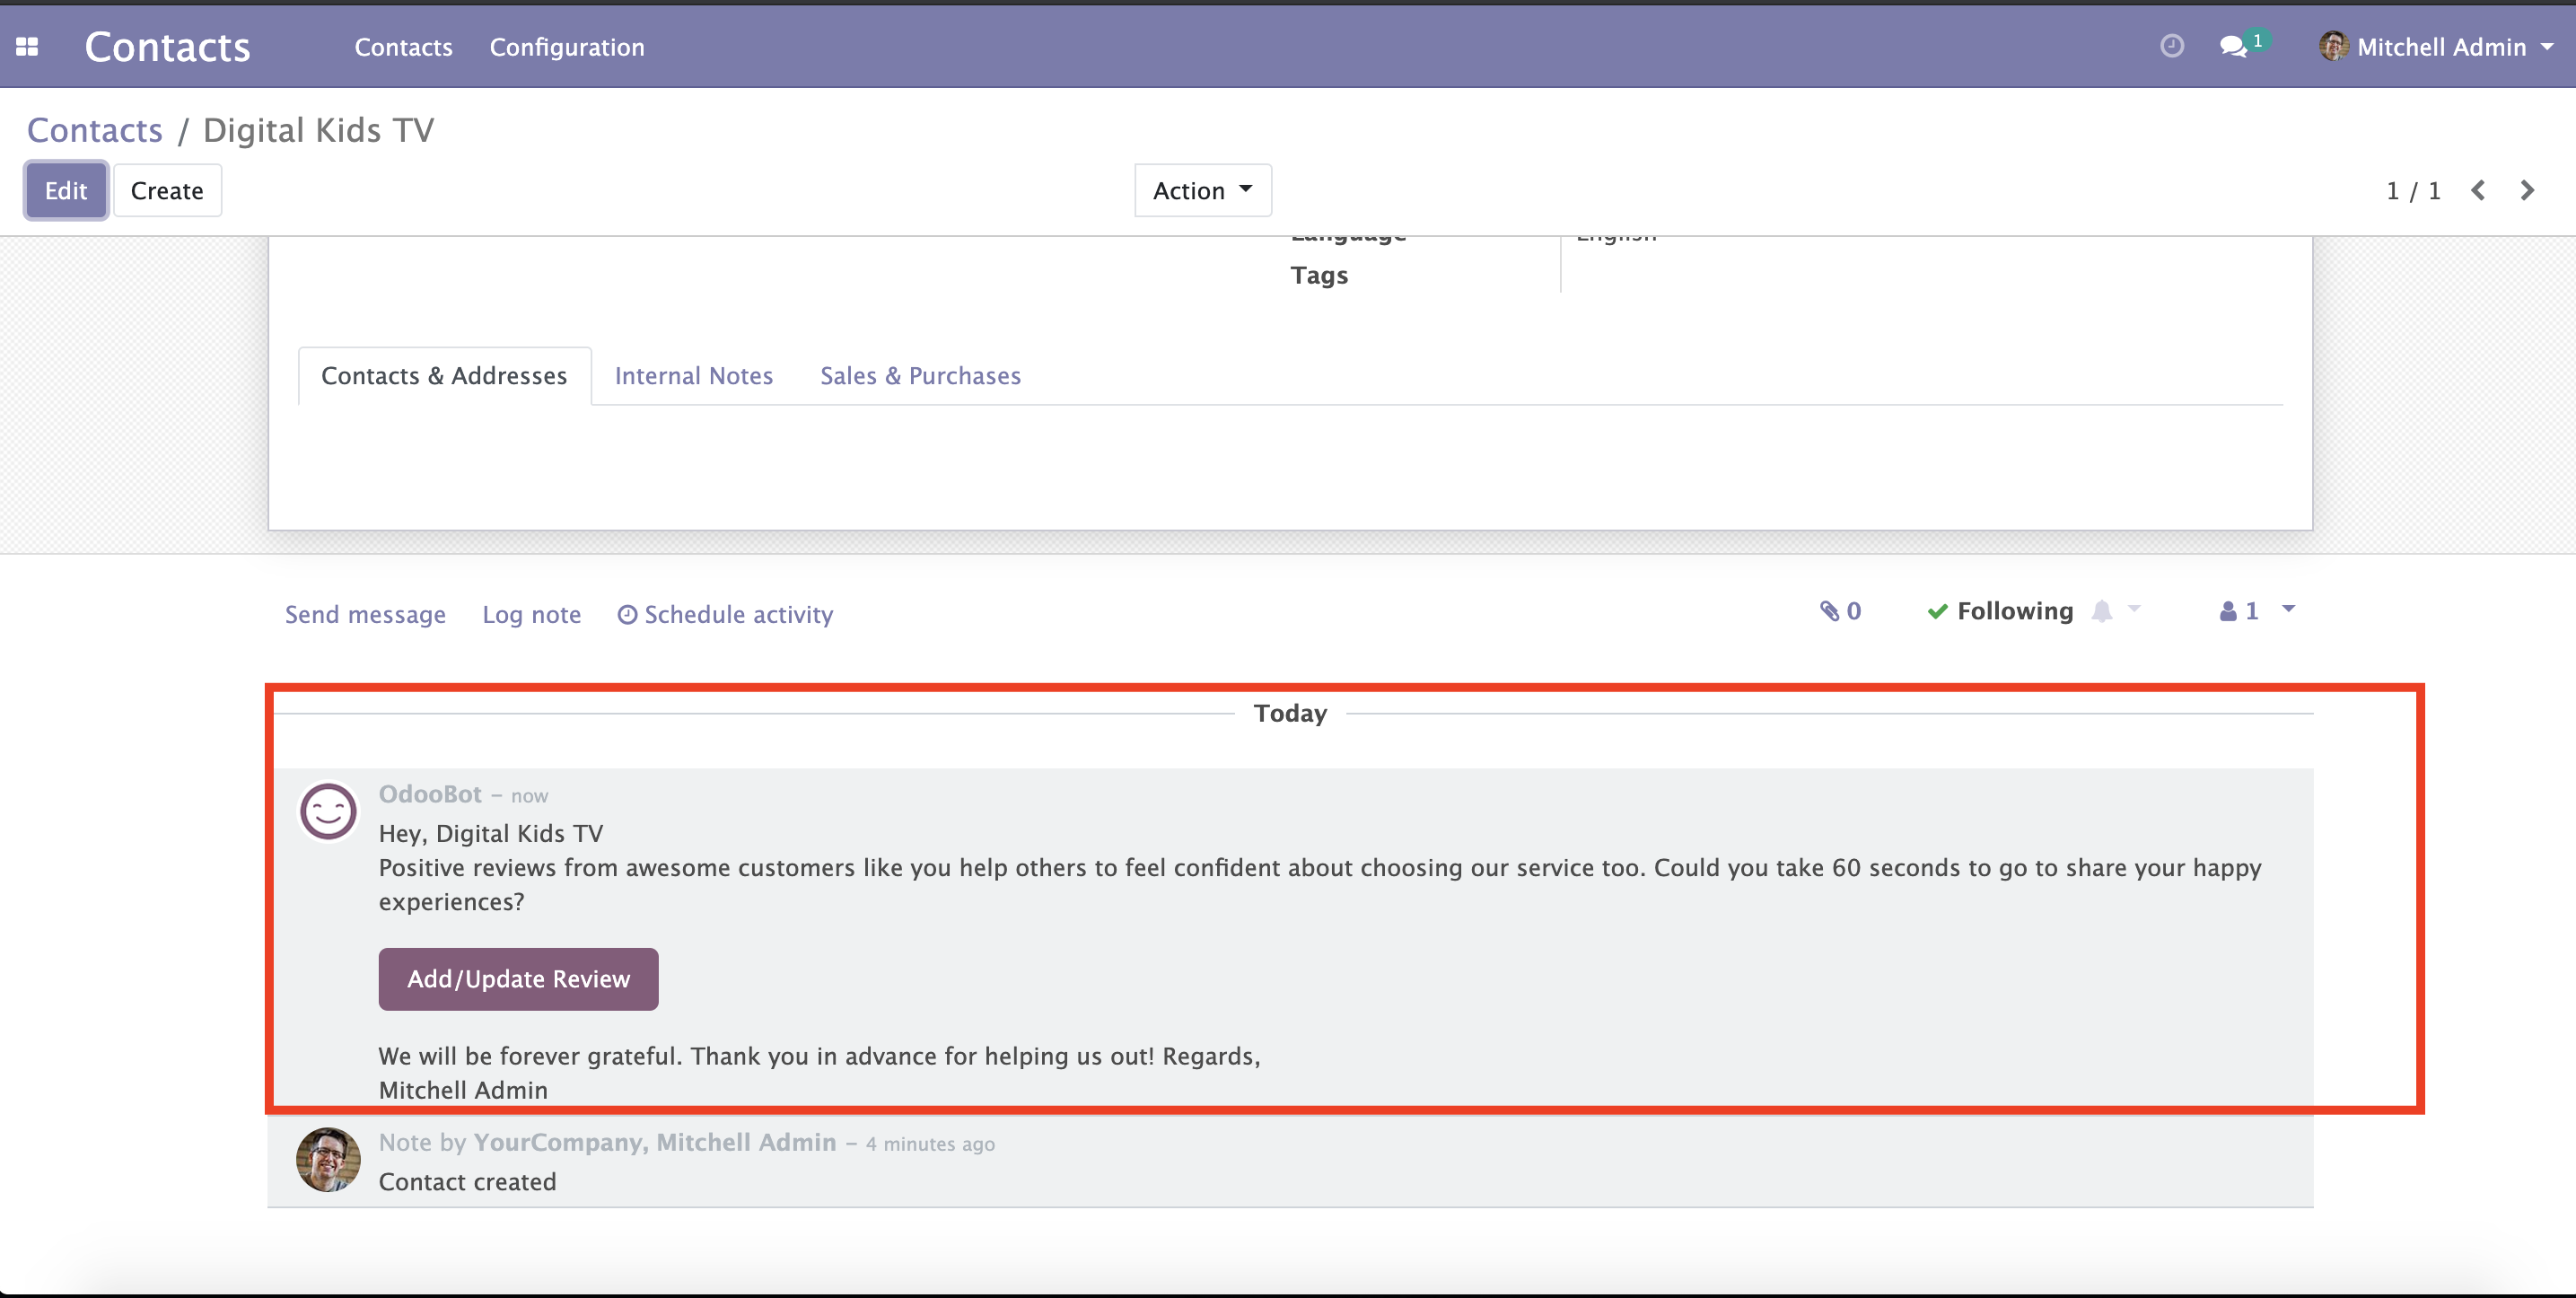 Contacts Contacts Configuration 1 Mitchell Admin
Contacts / Digital Kids TV
Edit Create Action 1 / 1
Language English
Tags
Contacts & Addresses Internal Notes Sales & Purchases
Send message Log note Schedule activity 0 Following 1
Today
OdooBot – now
Hey, Digital Kids TV
Positive reviews from awesome customers like you help others to feel confident about choosing our service too. Could you take 60 seconds to go to share your happy
experiences?
Add/Update Review
We will be forever grateful. Thank you in advance for helping us out! Regards,
Mitchell Admin
Note by YourCompany, Mitchell Admin – 4 minutes ago
Contact created